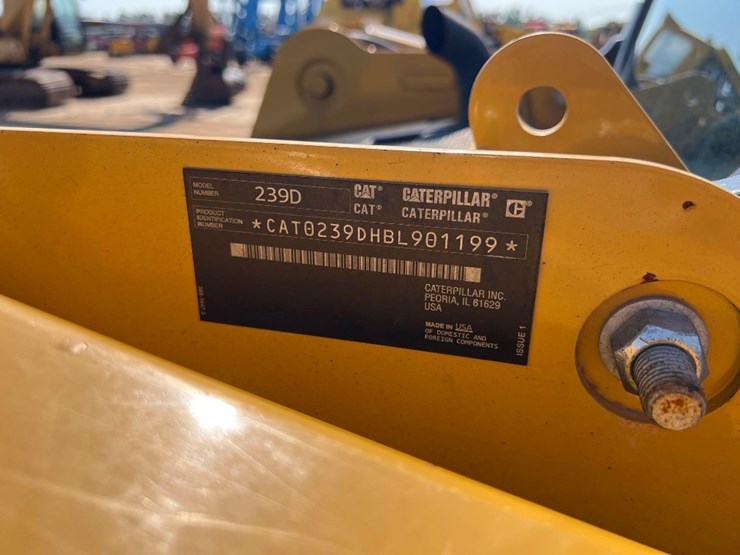 MODEL NUMBER 239D CAT® CATERPILLAR® C
CAT® CATERPILLAR®
PRODUCT IDENTIFICATION NUMBER *CAT0239DHBL901199*
CATERPILLAR INC.
PEORIA, IL 61629
USA
MADE IN USA
OF DOMESTIC AND
FOREIGN COMPONENTS
ISSUE 1